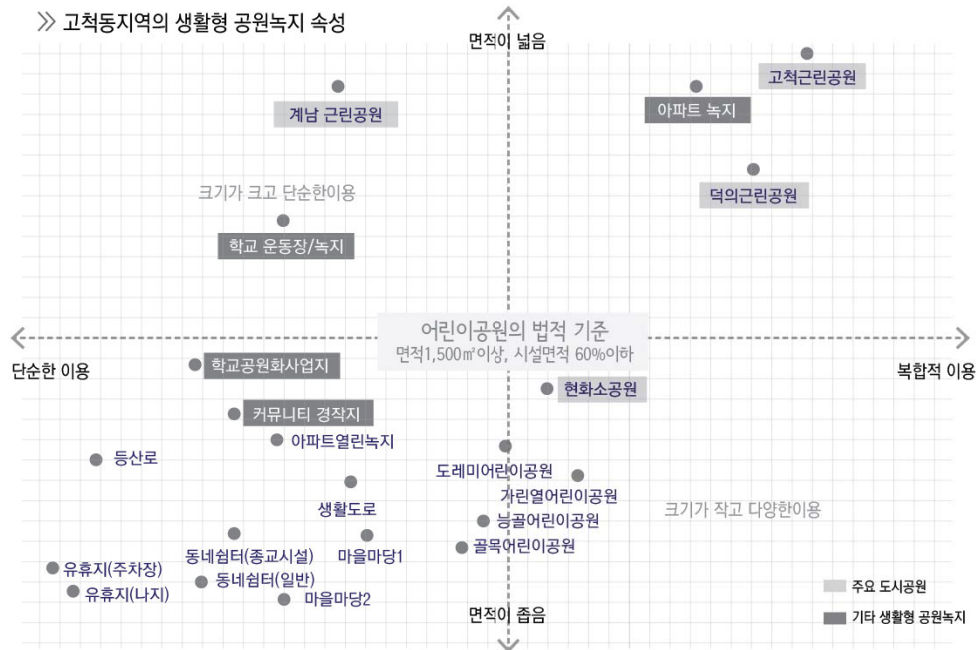 ≫ 고척동지역의 생활형 공원녹지 속성
면적이 넓음
고척근린공원
계남 근린공원
아파트 녹지
덕의근린공원
크기가 크고 단순한이용
학교 운동장/녹지
어린이공원의 법적 기준
면적1,500㎡이상, 시설면적 60%이하
단순한 이용
학교공원화사업지
복합적 이용
현화소공원
커뮤니티 경작지
아파트열린녹지
등산로
도레미어린이공원
가린열어린이공원
생활도로
크기가 작고 다양한이용
능골어린이공원
동네쉼터(종교시설)
마을마당1
골목어린이공원
유휴지(주차장)
동네쉼터(일반)
유휴지(나지)
마을마당2
주요 도시공원
면적이 좁음
기타 생활형 공원녹지